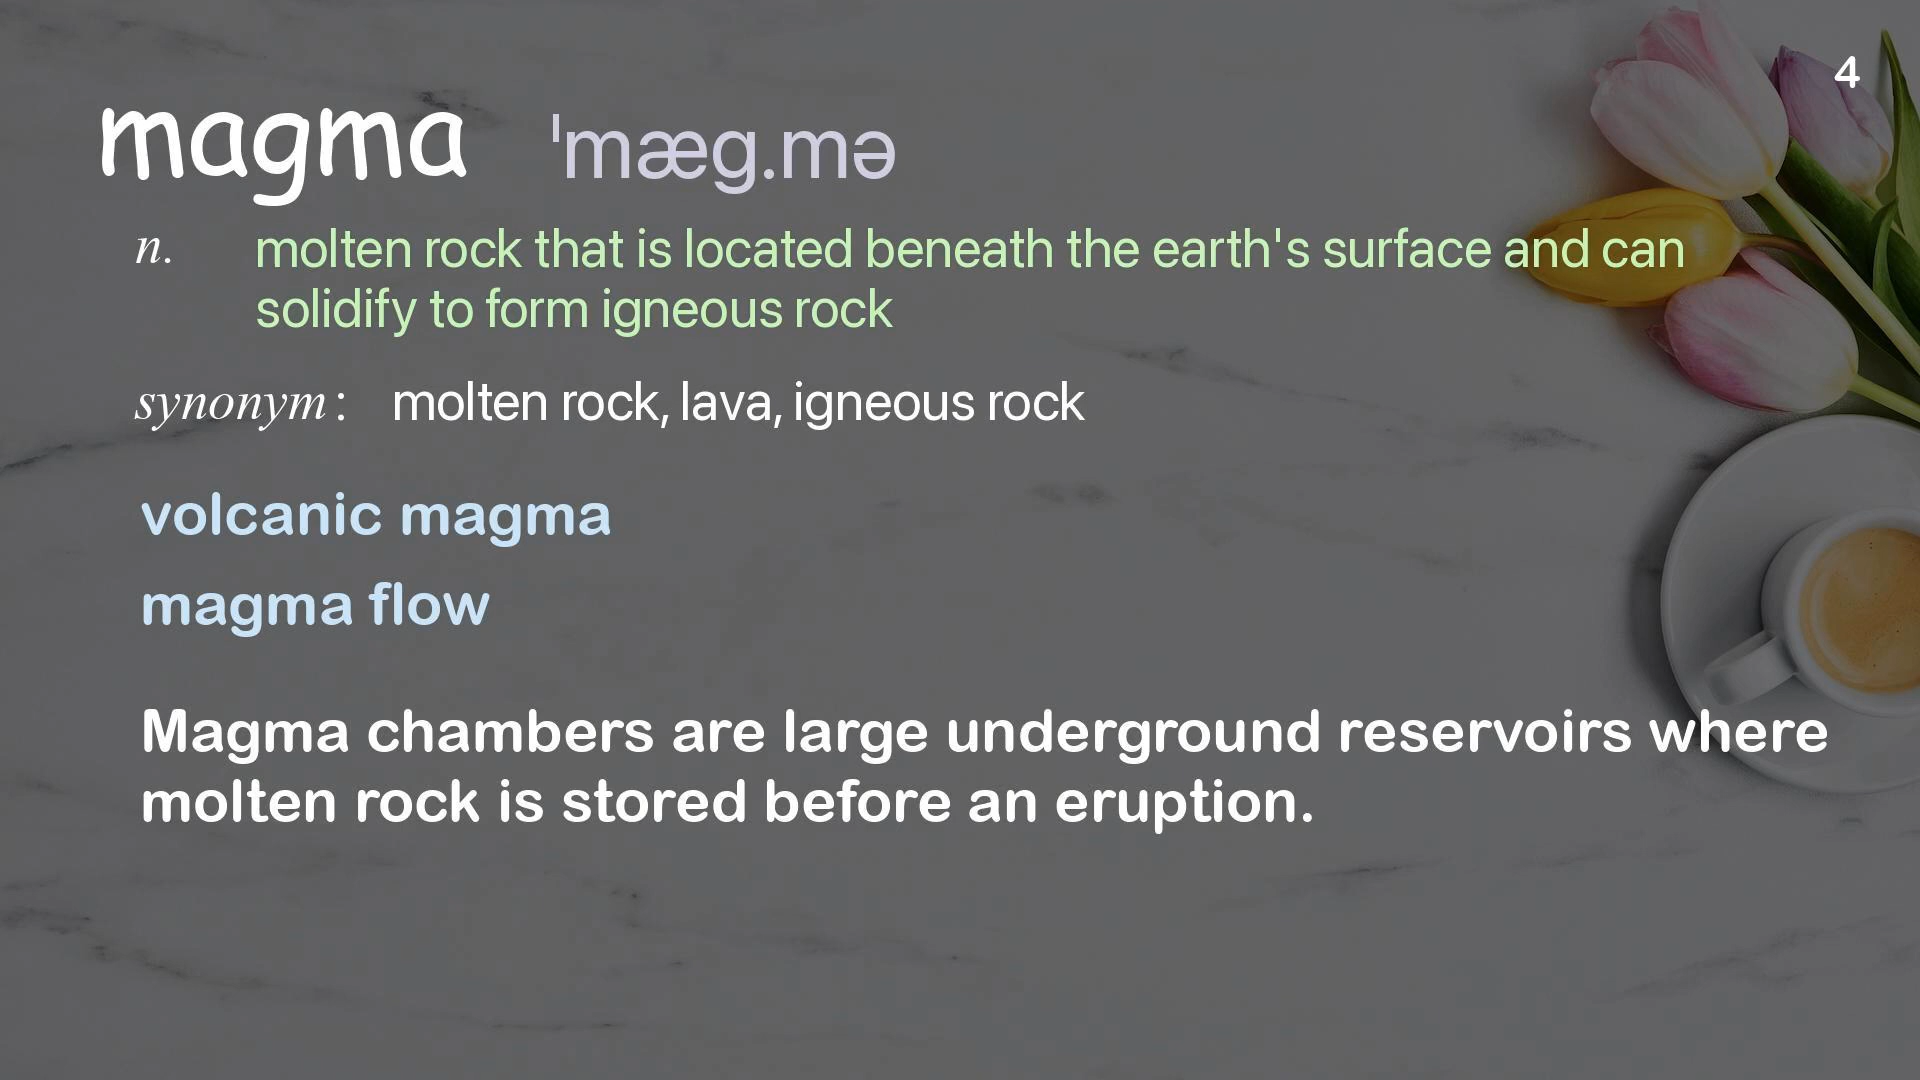 4
magma ˈmæg.mə
n. molten rock that is located beneath the earth's surface and can
solidify to form igneous rock
synonym: molten rock, lava, igneous rock
volcanic magma
magma flow
Magma chambers are large underground reservoirs where
molten rock is stored before an eruption.